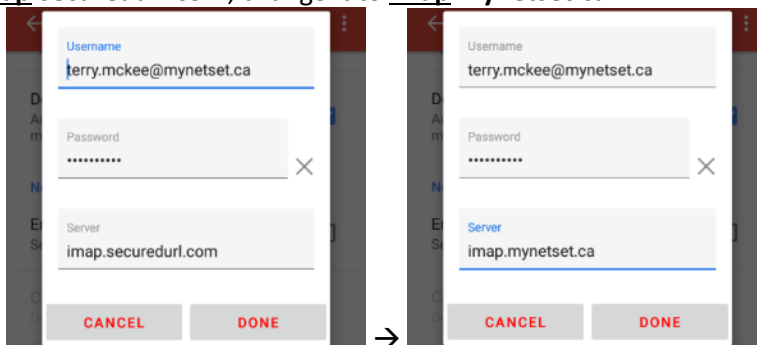 Username
terry.mckee@mynetset.ca
Password
••••••••••
Server
imap.securedurl.com
CANCEL DONE
→
Username
terry.mckee@mynetset.ca
Password
••••••••••
Server
imap.mynetset.ca
CANCEL DONE